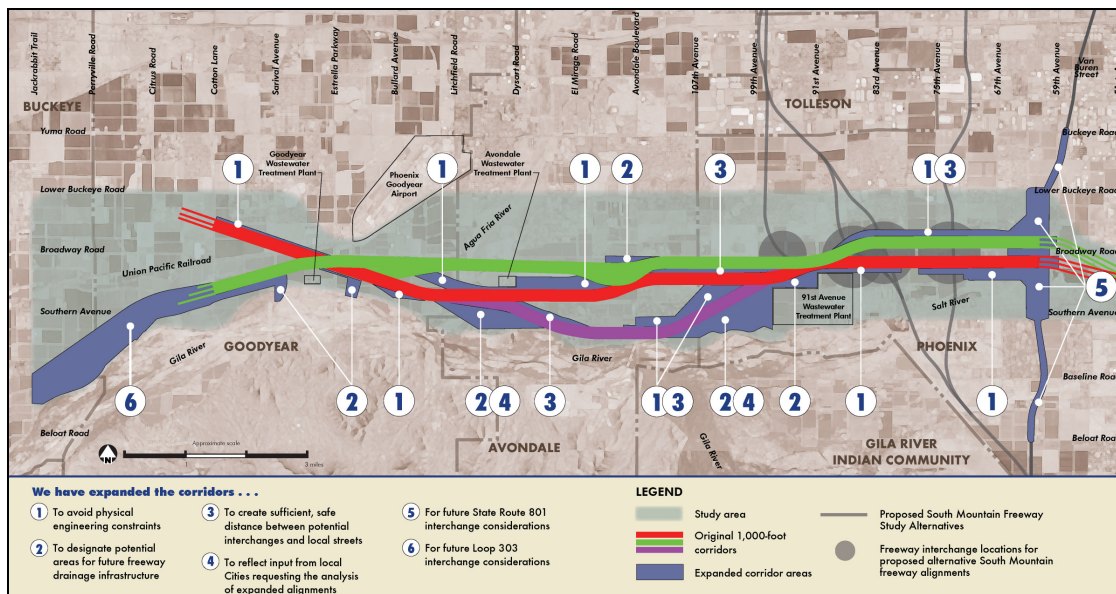 Jackrabbit Trail
Perryville Road
Citrus Road
Cotton Lane
Sarival Avenue
Estrella Parkway
Bullard Avenue
Litchfield Road
Dysart Road
El Mirage Road
Avondale Boulevard
107th Avenue
99th Avenue
91st Avenue
83rd Avenue
75th Avenue
67th Avenue
59th Avenue
Van
Buren
Street
BUCKEYE
TOLLESON
Yuma Road
Buckeye Road
Goodyear
Wastewater
Treatment Plant
Phoenix
Goodyear
Airport
Avondale
Wastewater
Treatment Plant
1
1
1
2
3
1
3
Lower Buckeye Road
Lower Buckeye Road
Agua Fria River
Broadway Road
Broadway Road
Union Pacific Railroad
5
Southern Avenue
Southern Avenue
91st Avenue
Wastewater
Treatment Plant
Salt River
Gila River
GOODYEAR
Gila River
PHOENIX
Baseline Road
6
2
1
2
4
3
1
3
2
4
2
1
1
Beloat Road
Beloat Road
N
Approximate scale
1
3 miles
AVONDALE
Gila River
GILA RIVER
INDIAN COMMUNITY
We have expanded the corridors . . .
1 To avoid physical
engineering constraints
2 To designate potential
areas for future freeway
drainage infrastructure
3 To create sufficient, safe
distance between potential
interchanges and local streets
4 To reflect input from local
Cities requesting the analysis
of expanded alignments
5 For future State Route 801
interchange considerations
6 For future Loop 303
interchange considerations
LEGEND
Study area
Original 1,000-foot
corridors
Expanded corridor areas
Proposed South Mountain Freeway
Study Alternatives
Freeway interchange locations for
proposed alternative South Mountain
freeway alignments